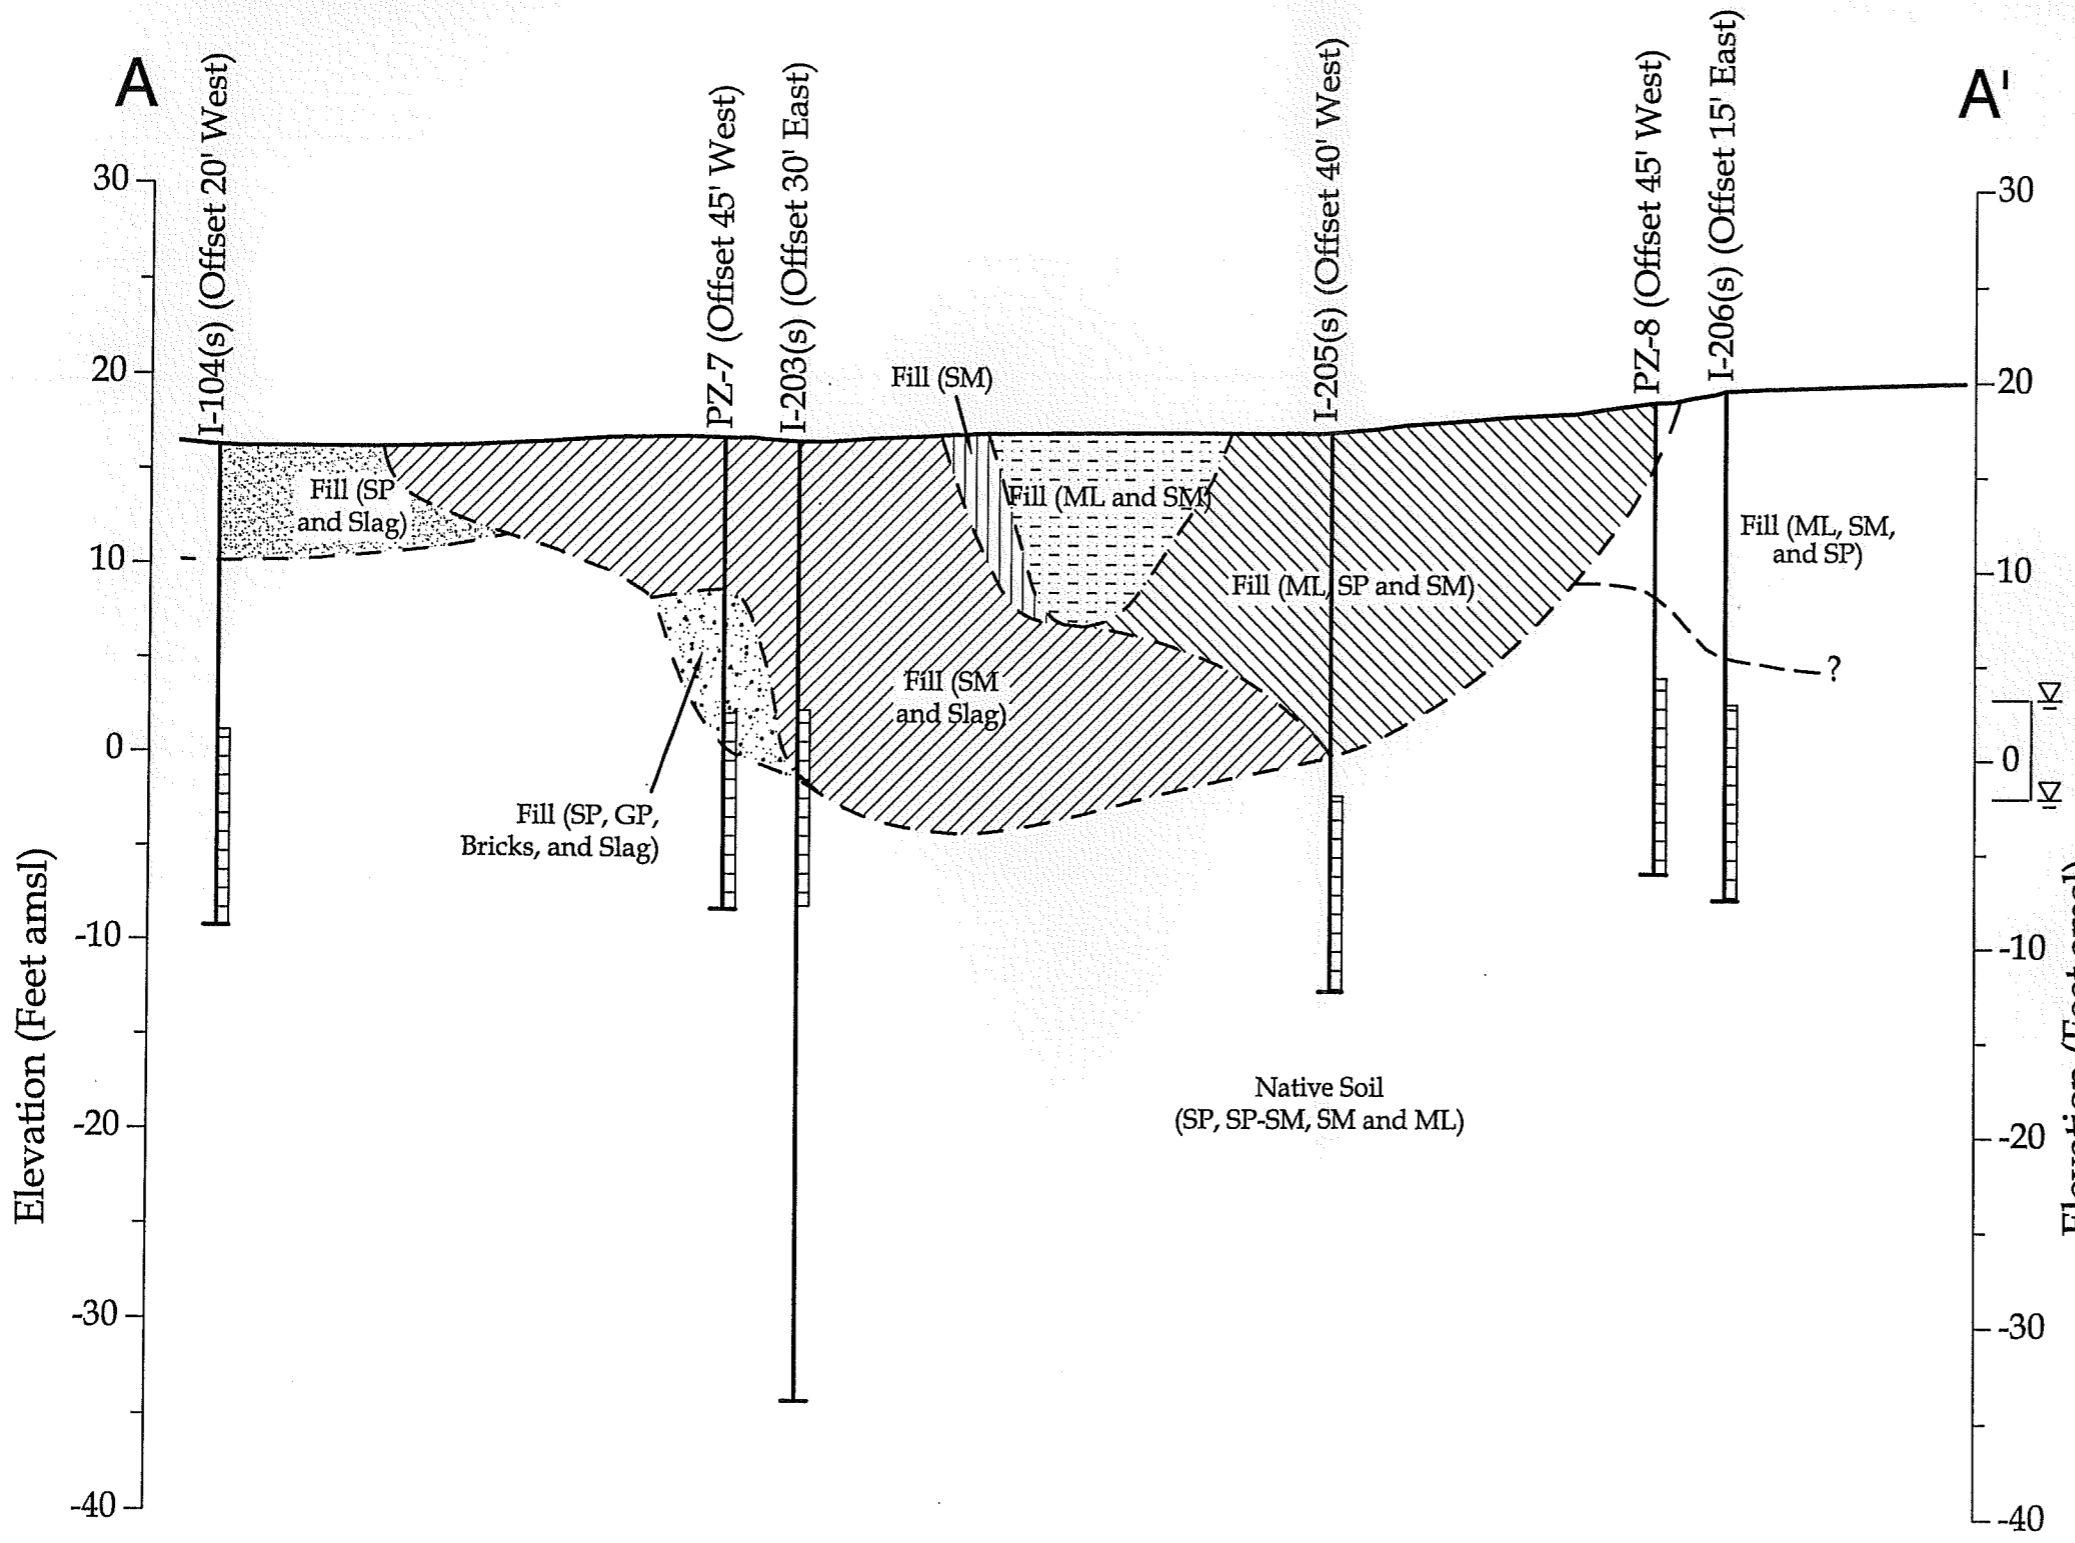 A
A'
I-104(s) (Offset 20' West)
PZ-7 (Offset 45' West)
I-203(s) (Offset 30' East)
I-205(s) (Offset 40' West)
PZ-8 (Offset 45' West)
I-206(s) (Offset 15' East)
30
20
10
0
-10
-20
-30
-40
Elevation (Feet amsl)
Fill (SP
and Slag)
Fill (SM)
Fill (ML and SM)
Fill (ML, SP and SM)
Fill (ML, SM,
and SP)
Fill (SM
and Slag)
Fill (SP, GP,
Bricks, and Slag)
?
Native Soil
(SP, SP-SM, SM and ML)
30
20
10
0
-10
-20
-30
-40
Elevation (Feet amsl)